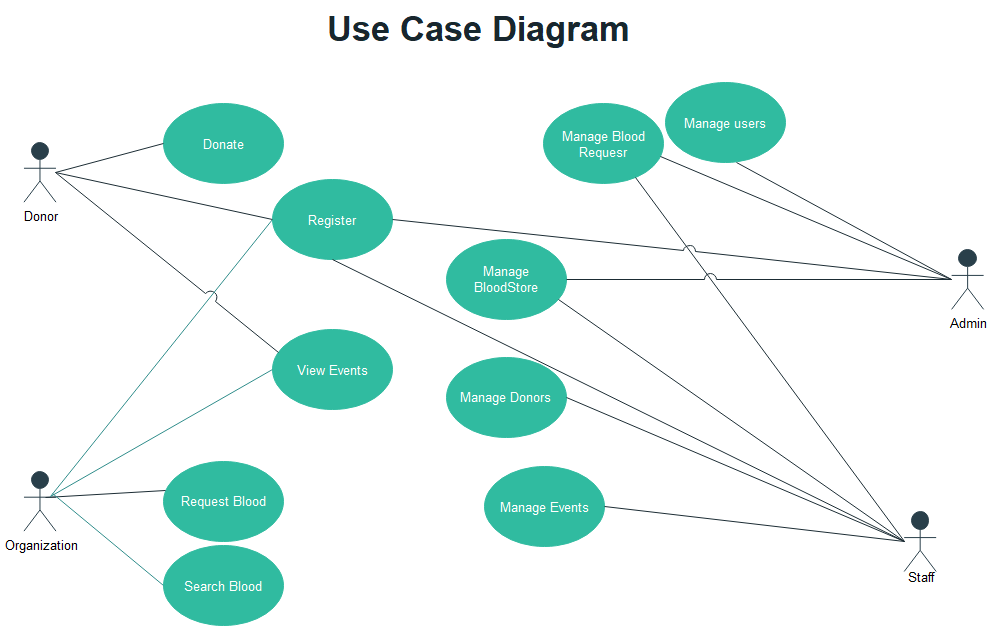 Use Case Diagram
Donate
Manage Blood
Requesr
Manage users
Donor
Register
Manage
BloodStore
Admin
View Events
Manage Donors
Request Blood
Manage Events
Organization
Search Blood
Staff